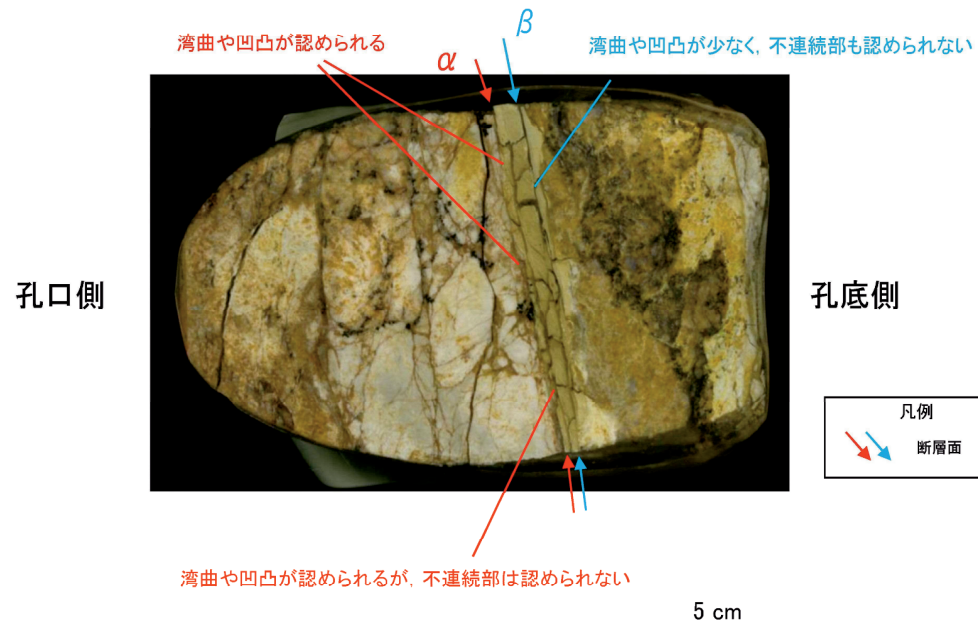 湾曲や凹凸が認められる
α
β
湾曲や凹凸が少なく，不連続部も認められない
孔口側
孔底側
凡例
断層面
湾曲や凹凸が認められるが，不連続部は認められない
5 cm